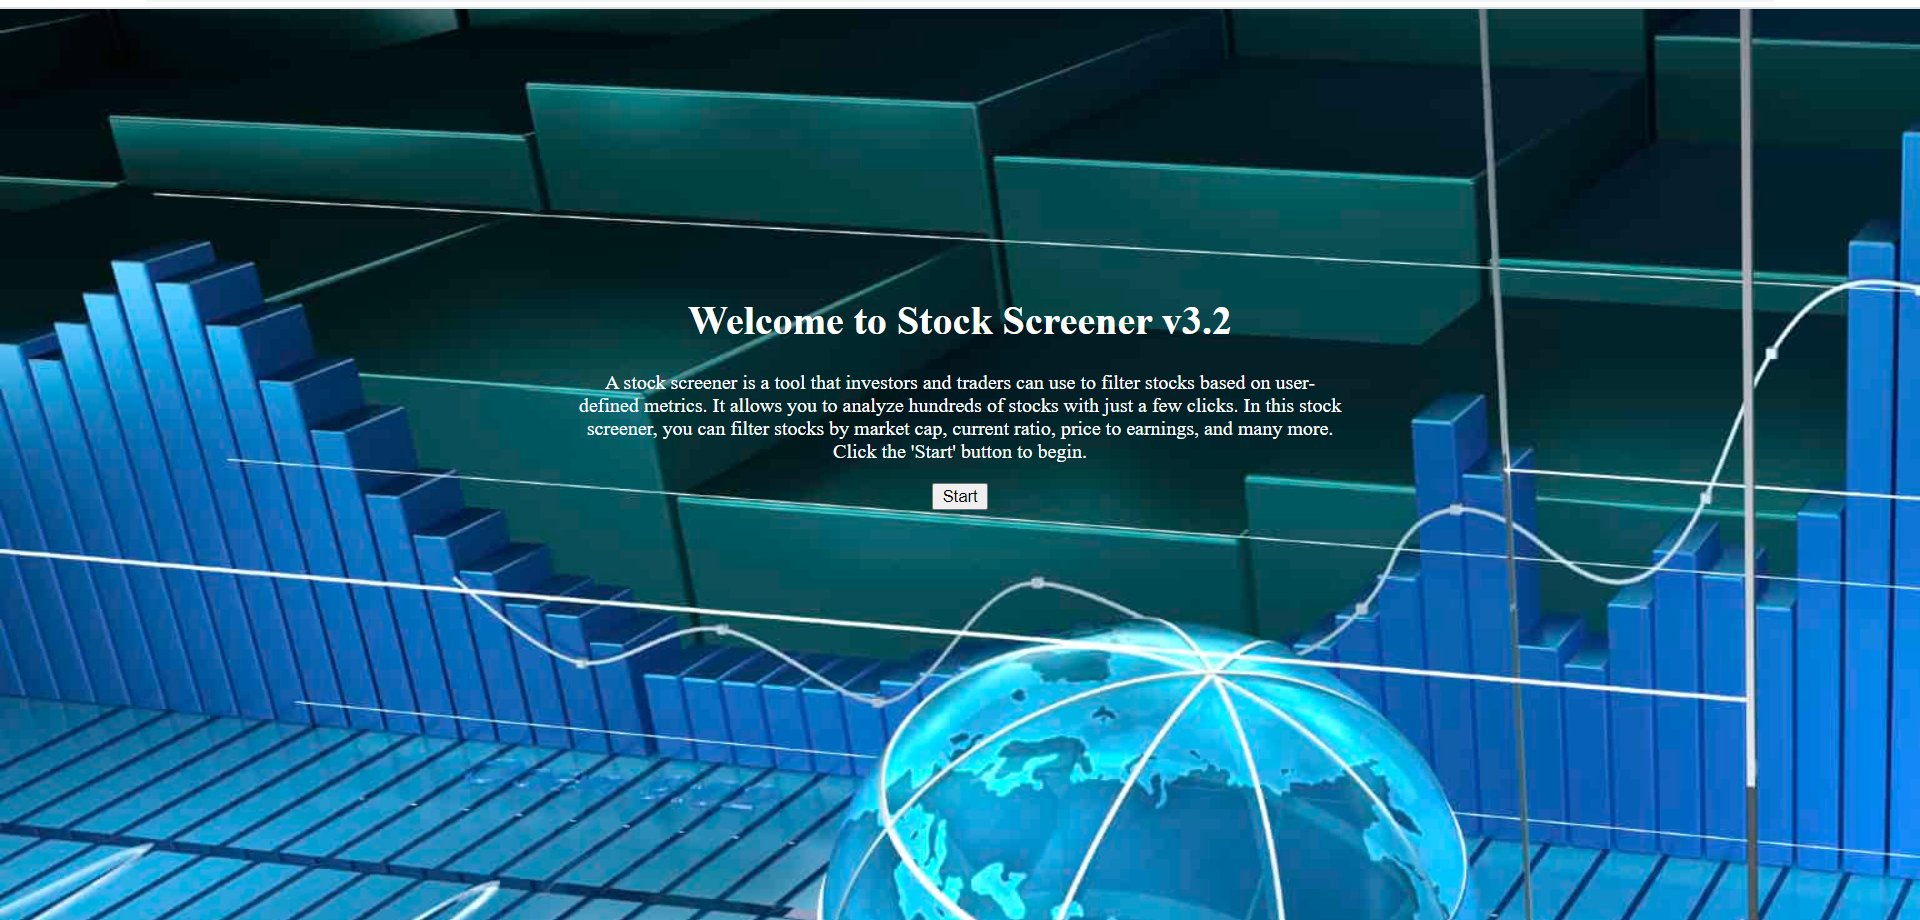 Welcome to Stock Screener v3.2
A stock screener is a tool that investors and traders can use to filter stocks based on user-
defined metrics. It allows you to analyze hundreds of stocks with just a few clicks. In this stock
screener, you can filter stocks by market cap, current ratio, price to earnings, and many more.
Click the 'Start' button to begin.
Start